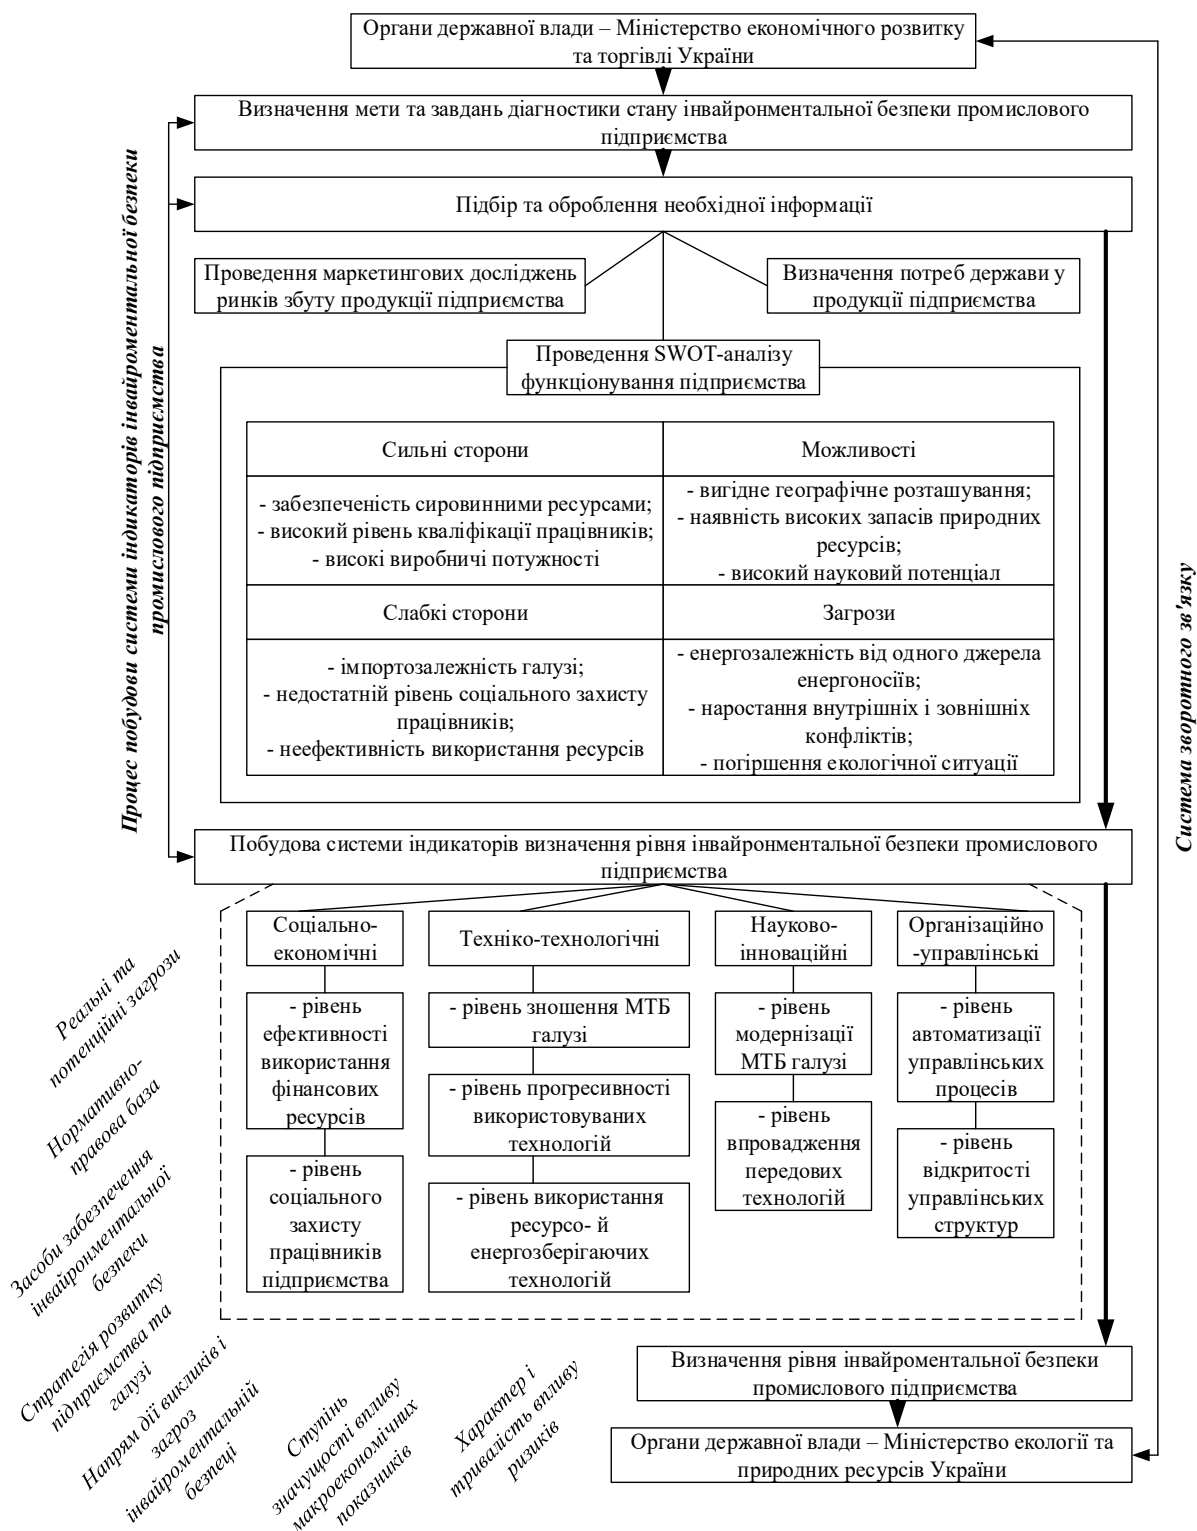 Органи державної влади – Міністерство економічного розвитку
та торгівлі України
Визначення мети та завдань діагностики стану інвайронментальної безпеки промислового
підприємства
Підбір та оброблення необхідної інформації
Проведення маркетингових досліджень
ринків збуту продукції підприємства
Визначення потреб держави у
продукції підприємства
Проведення SWOT-аналізу
функціонування підприємства
Сильні сторони
Можливості
- забезпеченість сировинними ресурсами;
- високий рівень кваліфікації працівників;
- високі виробничі потужності
- вигідне географічне розташування;
- наявність високих запасів природних
ресурсів;
- високий науковий потенціал
Слабкі сторони
Загрози
- імпортозалежність галузі;
- недостатній рівень соціального захисту
працівників;
- неефективність використання ресурсів
- енергозалежність від одного джерела
енергоносіїв;
- наростання внутрішніх і зовнішніх
конфліктів;
- погіршення екологічної ситуації
Процес побудови системи індикаторів інвайроментальної безпеки
промислового підприємства
Система зворотного зв'язку
Побудова системи індикаторів визначення рівня інвайронментальної безпеки промислового
підприємства
Соціально-
економічні
Техніко-технологічні
Науково-
інноваційні
Організаційно
-управлінські
- рівень
ефективності
використання
фінансових
ресурсів
- рівень
соціального
захисту
працівників
підприємства
- рівень зношення МТБ
галузі
- рівень прогресивності
використовуваних
технологій
- рівень використання
ресурсо- й
енергозберігаючих
технологій
- рівень
модернізації
МТБ галузі
- рівень
впровадження
передових
технологій
- рівень
автоматизації
управлінських
процесів
- рівень
відкритості
управлінських
структур
Реальні та
потенційні загрози
Нормативно-
правова база
Засоби забезпечення
інвайронментальної
безпеки
Стратегія розвитку
підприємства та
галузі
Напрям дії викликів і
загроз
інвайроментальній
безпеці
Ступінь
значущості впливу
макроекономічних
показників
Характер і
тривалість впливу
ризиків
Визначення рівня інвайроментальної безпеки
промислового підприємства
Органи державної влади – Міністерство екології та
природних ресурсів України